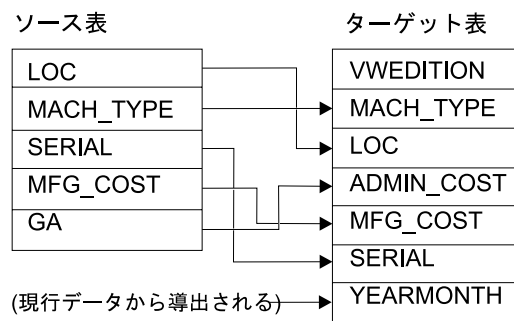 ソース表
ターゲット表
LOC
MACH_TYPE
SERIAL
MFG_COST
GA
VWEDITION
MACH_TYPE
LOC
ADMIN_COST
MFG_COST
SERIAL
YEARMONTH
(現行データから導出される)